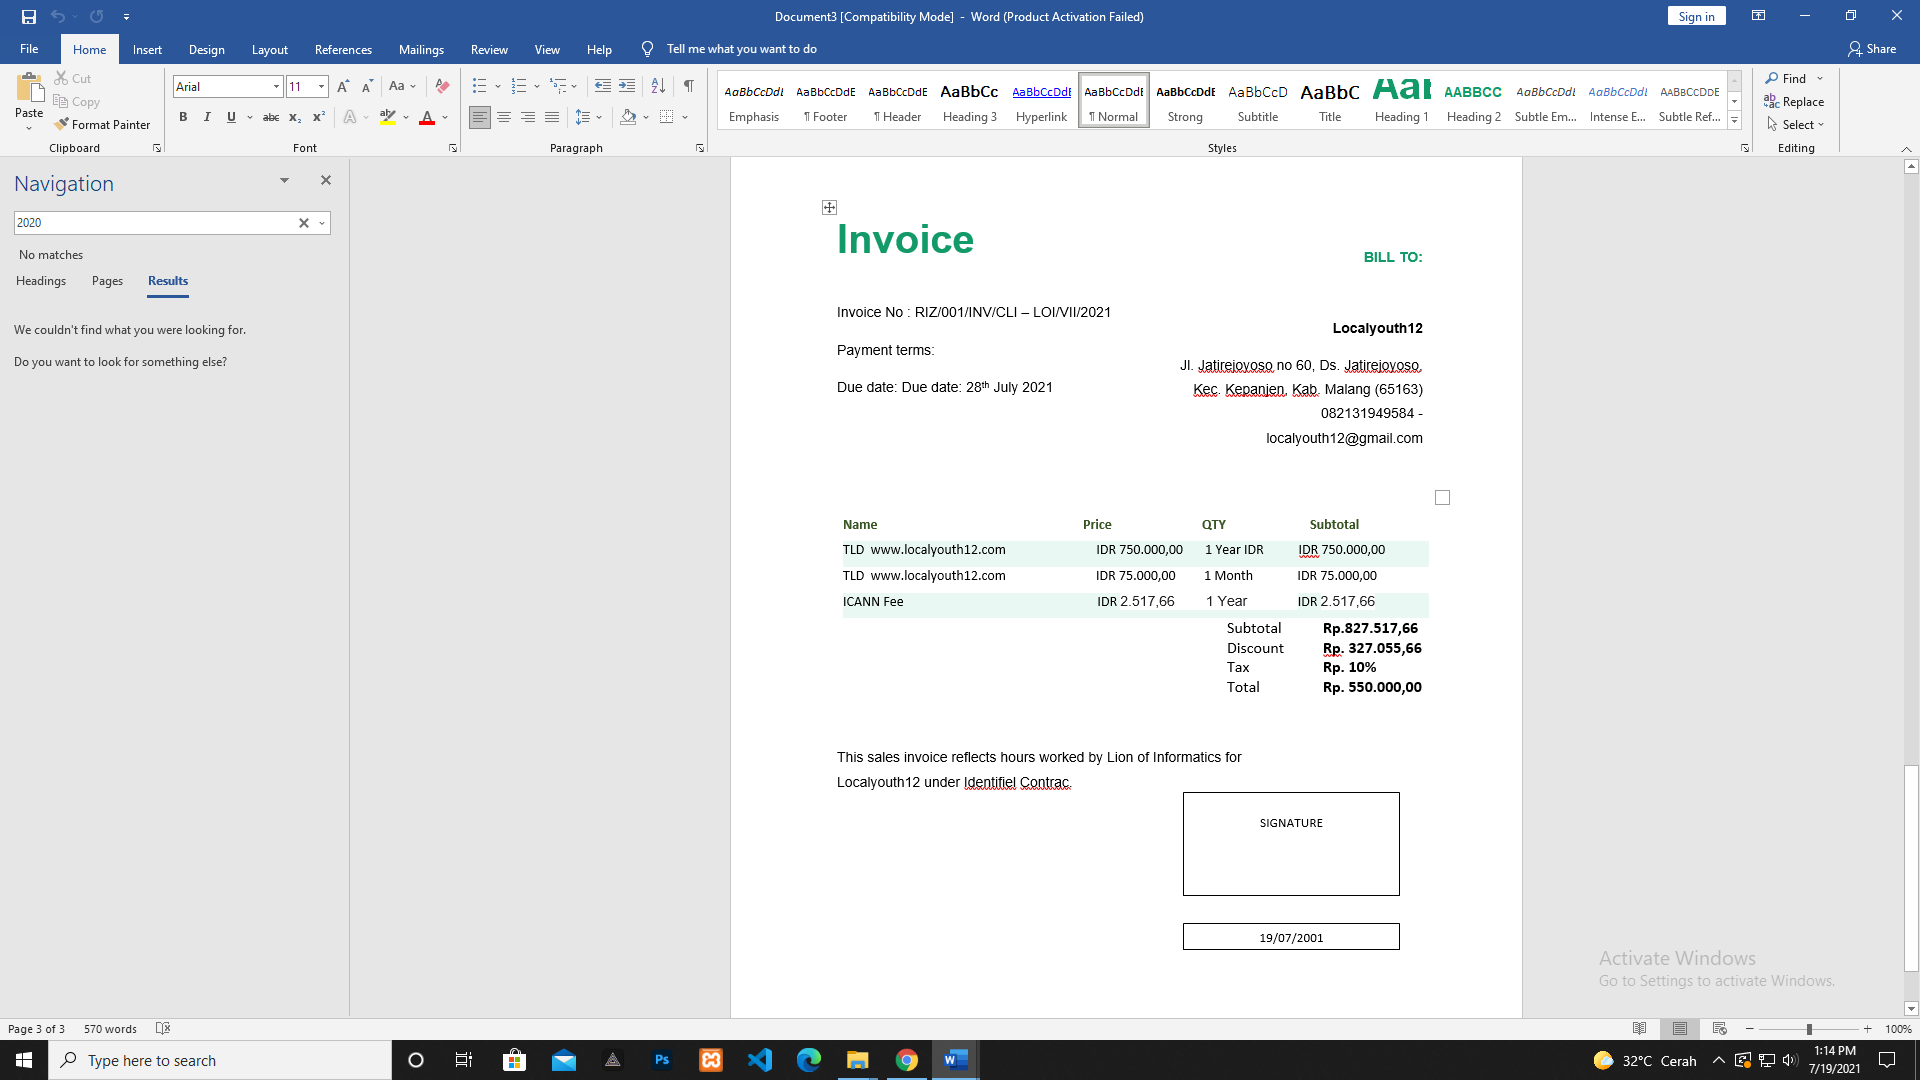 Document3 [Compatibility Mode] - Word (Product Activation Failed)
Sign in
File Home Insert Design Layout References Mailings Review View Help Tell me what you want to do
Share
Paste
Cut
Copy
Format Painter
Clipboard
Arial 11
Font
Paragraph
AaBbCcDdE AaBbCcDdE AaBbCcDdE AaBbCc AaBbCcDdE AaBbCcDdE AaBbCcDdE AaBbCcD AaBbC AaI AABBCC AaBbCcDdE AaBbCcDdE AABBCCDDE
Emphasis ¶ Footer ¶ Header Heading 3 Hyperlink ¶ Normal Strong Subtitle Title Heading 1 Heading 2 Subtle Em... Intense E... Subtle Ref...
Styles
Find
Replace
Select
Editing
Navigation
2020
No matches
Headings Pages Results
We couldn't find what you were looking for.
Do you want to look for something else?
Invoice
BILL TO:
Invoice No : RIZ/001/INV/CLI – LOI/VII/2021
Payment terms:
Due date: Due date: 28th July 2021
Localyouth12
Jl. Jatirejoyoso no 60, Ds. Jatirejoyoso,
Kec. Kepanjen, Kab. Malang (65163)
082131949584 -
localyouth12@gmail.com
Name Price QTY Subtotal
TLD www.localyouth12.com IDR 750.000,00 1 Year IDR IDR 750.000,00
TLD www.localyouth12.com IDR 75.000,00 1 Month IDR 75.000,00
ICANN Fee IDR 2.517,66 1 Year IDR 2.517,66
Subtotal Rp.827.517,66
Discount Rp. 327.055,66
Tax Rp. 10%
Total Rp. 550.000,00
This sales invoice reflects hours worked by Lion of Informatics for
Localyouth12 under Identifiel Contrac.
SIGNATURE
19/07/2001
Activate Windows
Go to Settings to activate Windows.
Page 3 of 3 570 words
100%
Type here to search
32°C Cerah
1:14 PM
7/19/2021